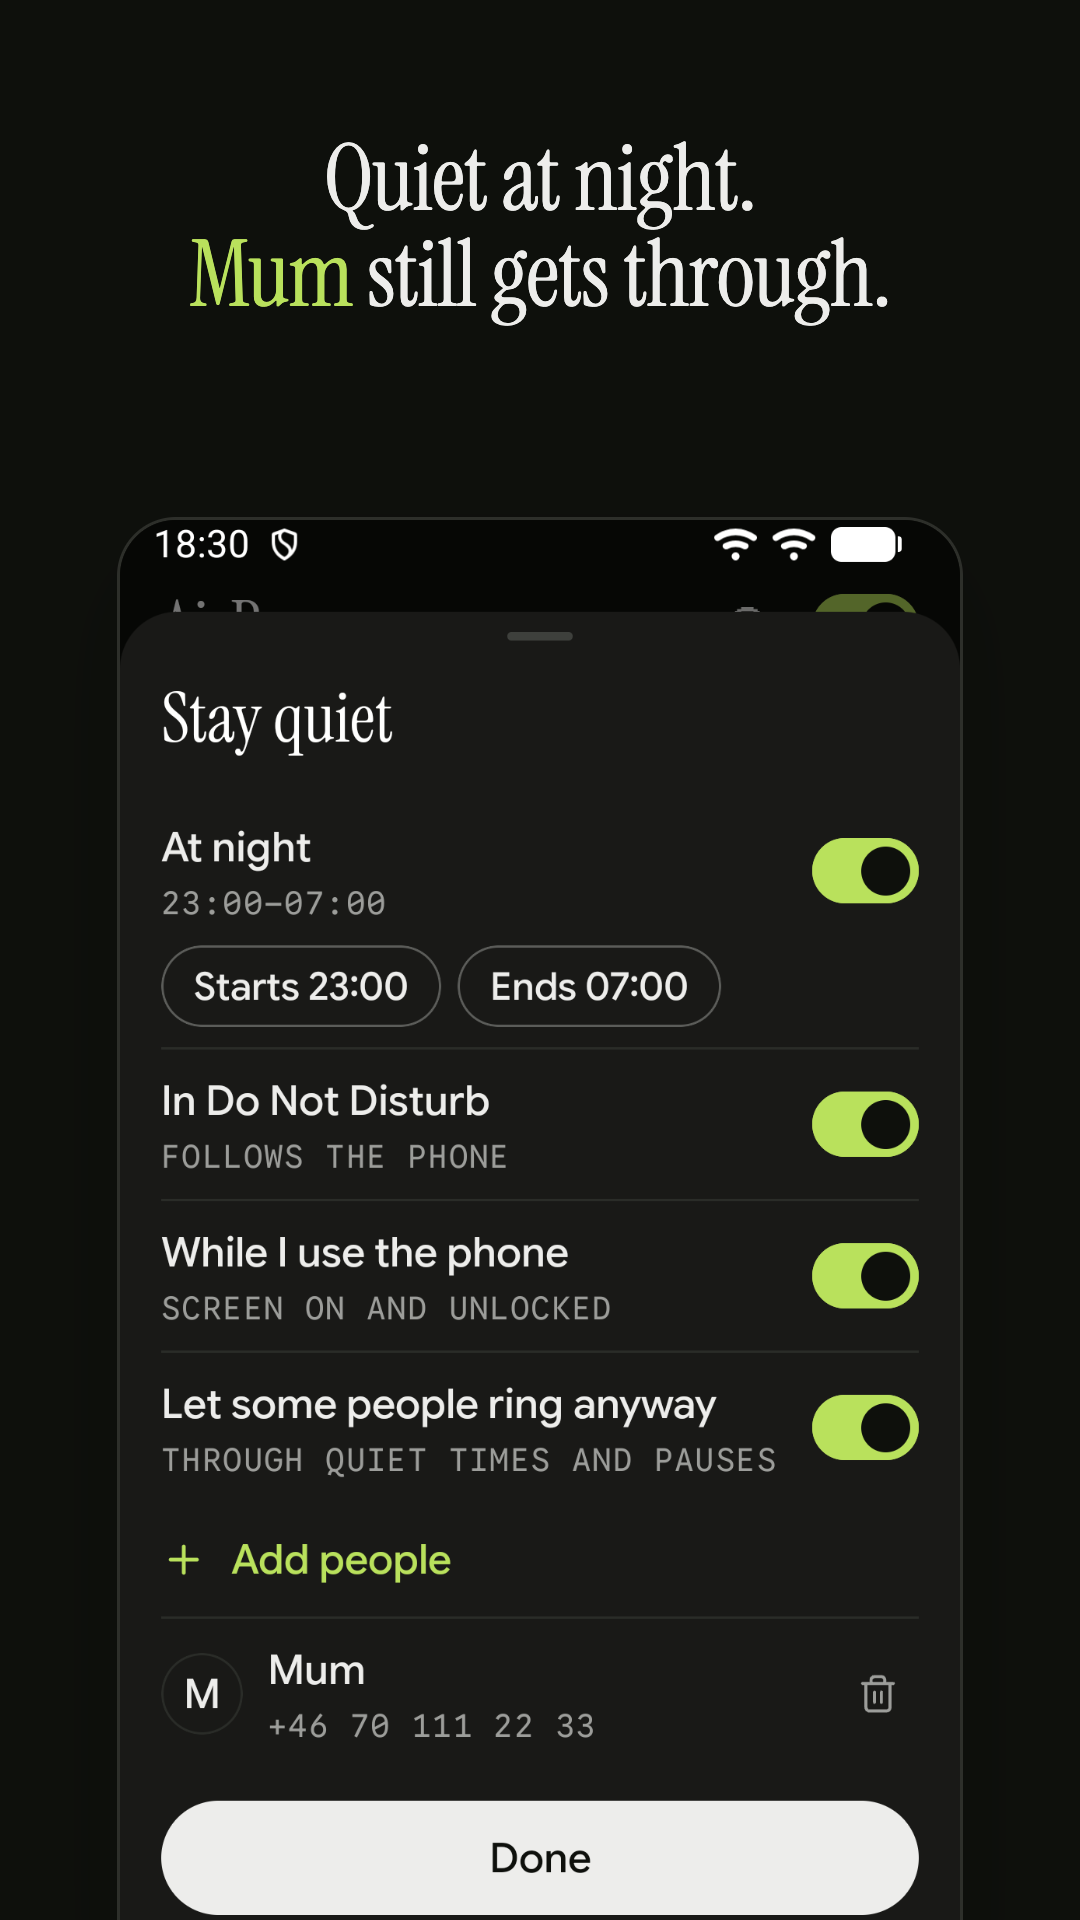 Quiet at night.
Mum still gets through.
18:30
Stay quiet
At night
23:00–07:00
Starts 23:00
Ends 07:00
In Do Not Disturb
FOLLOWS THE PHONE
While I use the phone
SCREEN ON AND UNLOCKED
Let some people ring anyway
THROUGH QUIET TIMES AND PAUSES
+ Add people
M
Mum
+46 70 111 22 33
Done